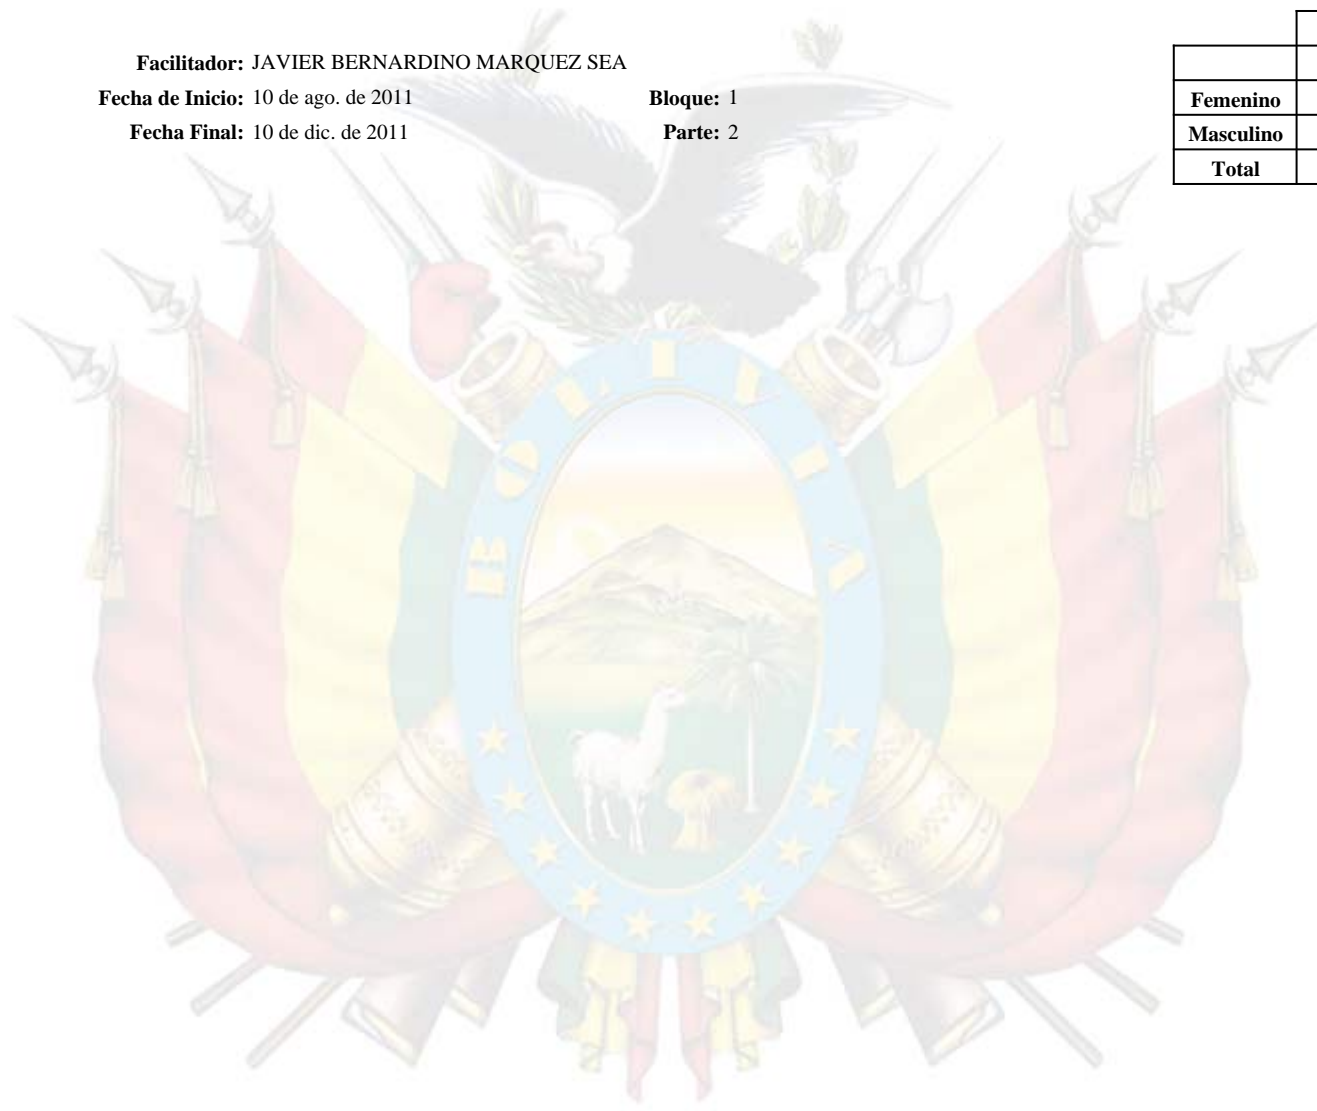 Facilitador: JAVIER BERNARDINO MARQUEZ SEA
Fecha de Inicio: 10 de ago. de 2011 Bloque: 1
Fecha Final: 10 de dic. de 2011 Parte: 2
Femenino
Masculino
Total
BOLIVIA